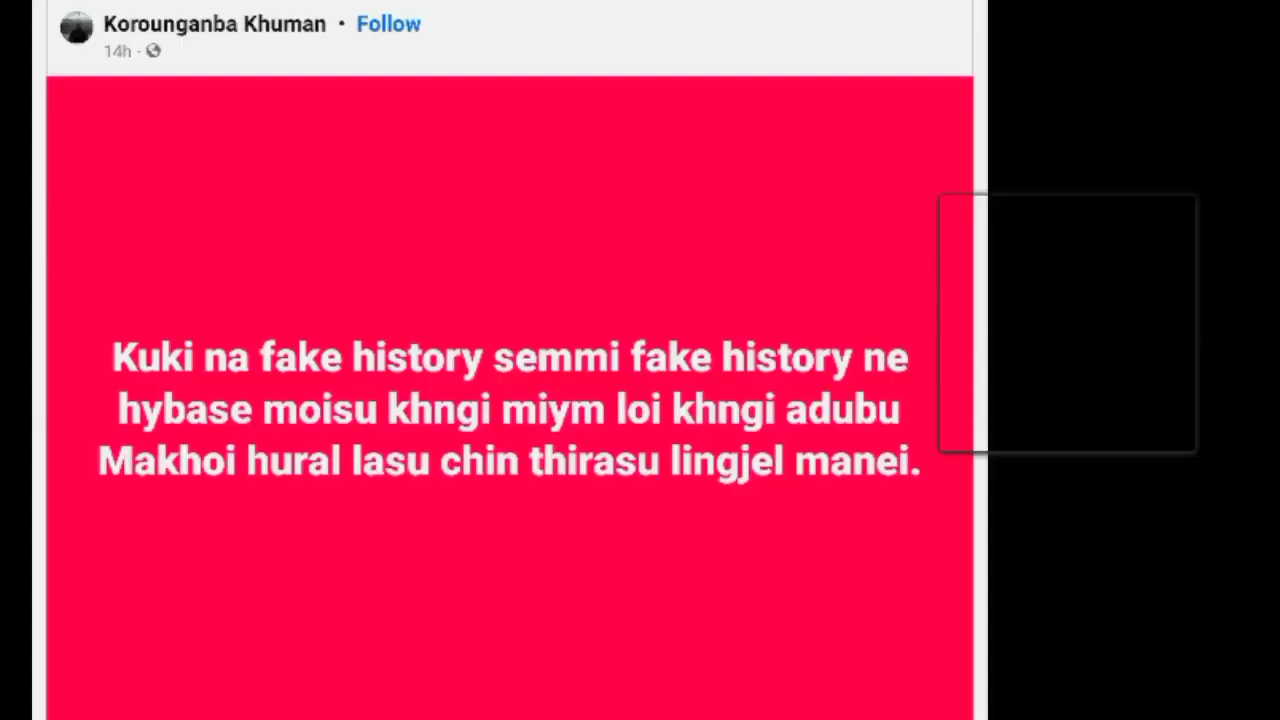 Korounganba Khuman · Follow
14h ·
Kuki na fake history semmi fake history ne
hybase moisu khngi miym loi khngi adubu
Makhoi hural lasu chin thirasu lingjel manei.